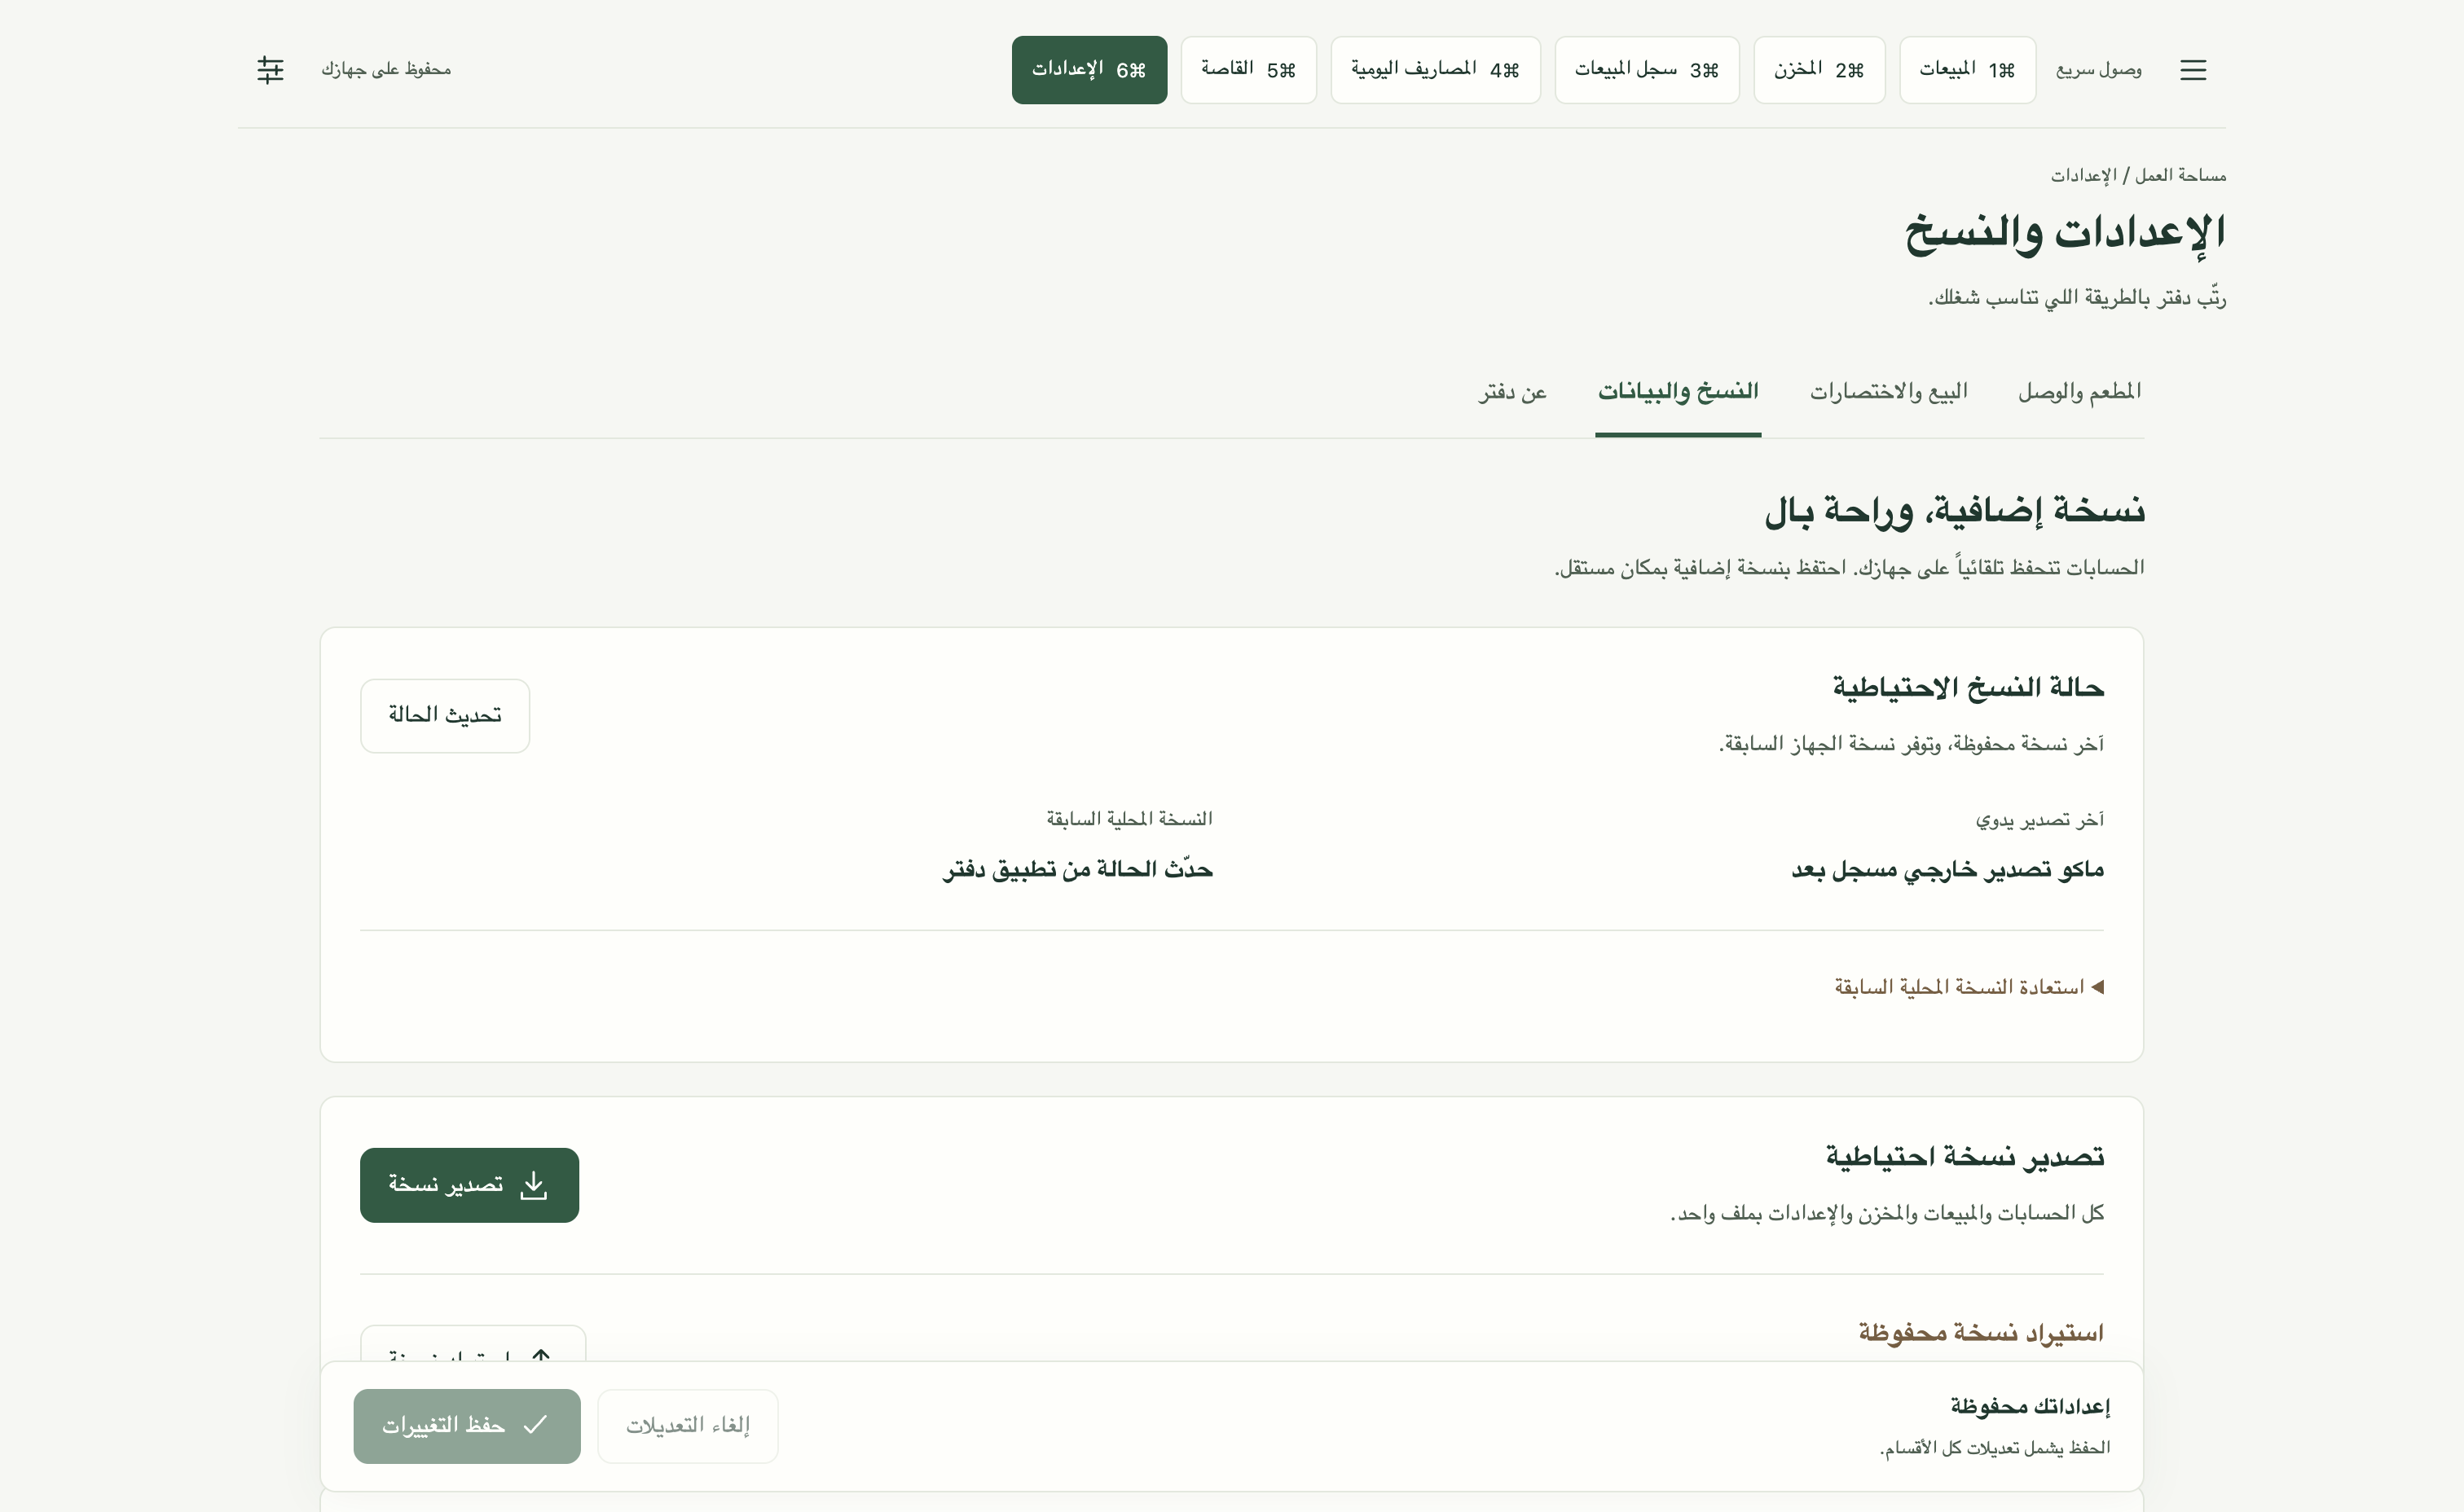 وصول سريع
⌘1 المبيعات
⌘2 المخزن
⌘3 سجل المبيعات
⌘4 المصاريف اليومية
⌘5 القاصة
⌘6 الإعدادات
محفوظ على جهازك
مساحة العمل / الإعدادات
الإعدادات والنسخ
رتّب دفتر بالطريقة اللي تناسب شغلك.
المطعم والوصل
البيع والاختصارات
النسخ والبيانات
عن دفتر
نسخة إضافية، وراحة بال
الحسابات تنحفظ تلقائياً على جهازك. احتفظ بنسخة إضافية بمكان مستقل.
حالة النسخ الاحتياطية
آخر نسخة محفوظة، وتوفر نسخة الجهاز السابقة.
تحديث الحالة
آخر تصدير يدوي
ماكو تصدير خارجي مسجل بعد
النسخة المحلية السابقة
حدّث الحالة من تطبيق دفتر
استعادة النسخة المحلية السابقة
تصدير نسخة احتياطية
كل الحسابات والمبيعات والمخزن والإعدادات بملف واحد.
تصدير نسخة
استيراد نسخة محفوظة
إعداداتك محفوظة
الحفظ يشمل تعديلات كل الأقسام.
إلغاء التعديلات
حفظ التغييرات